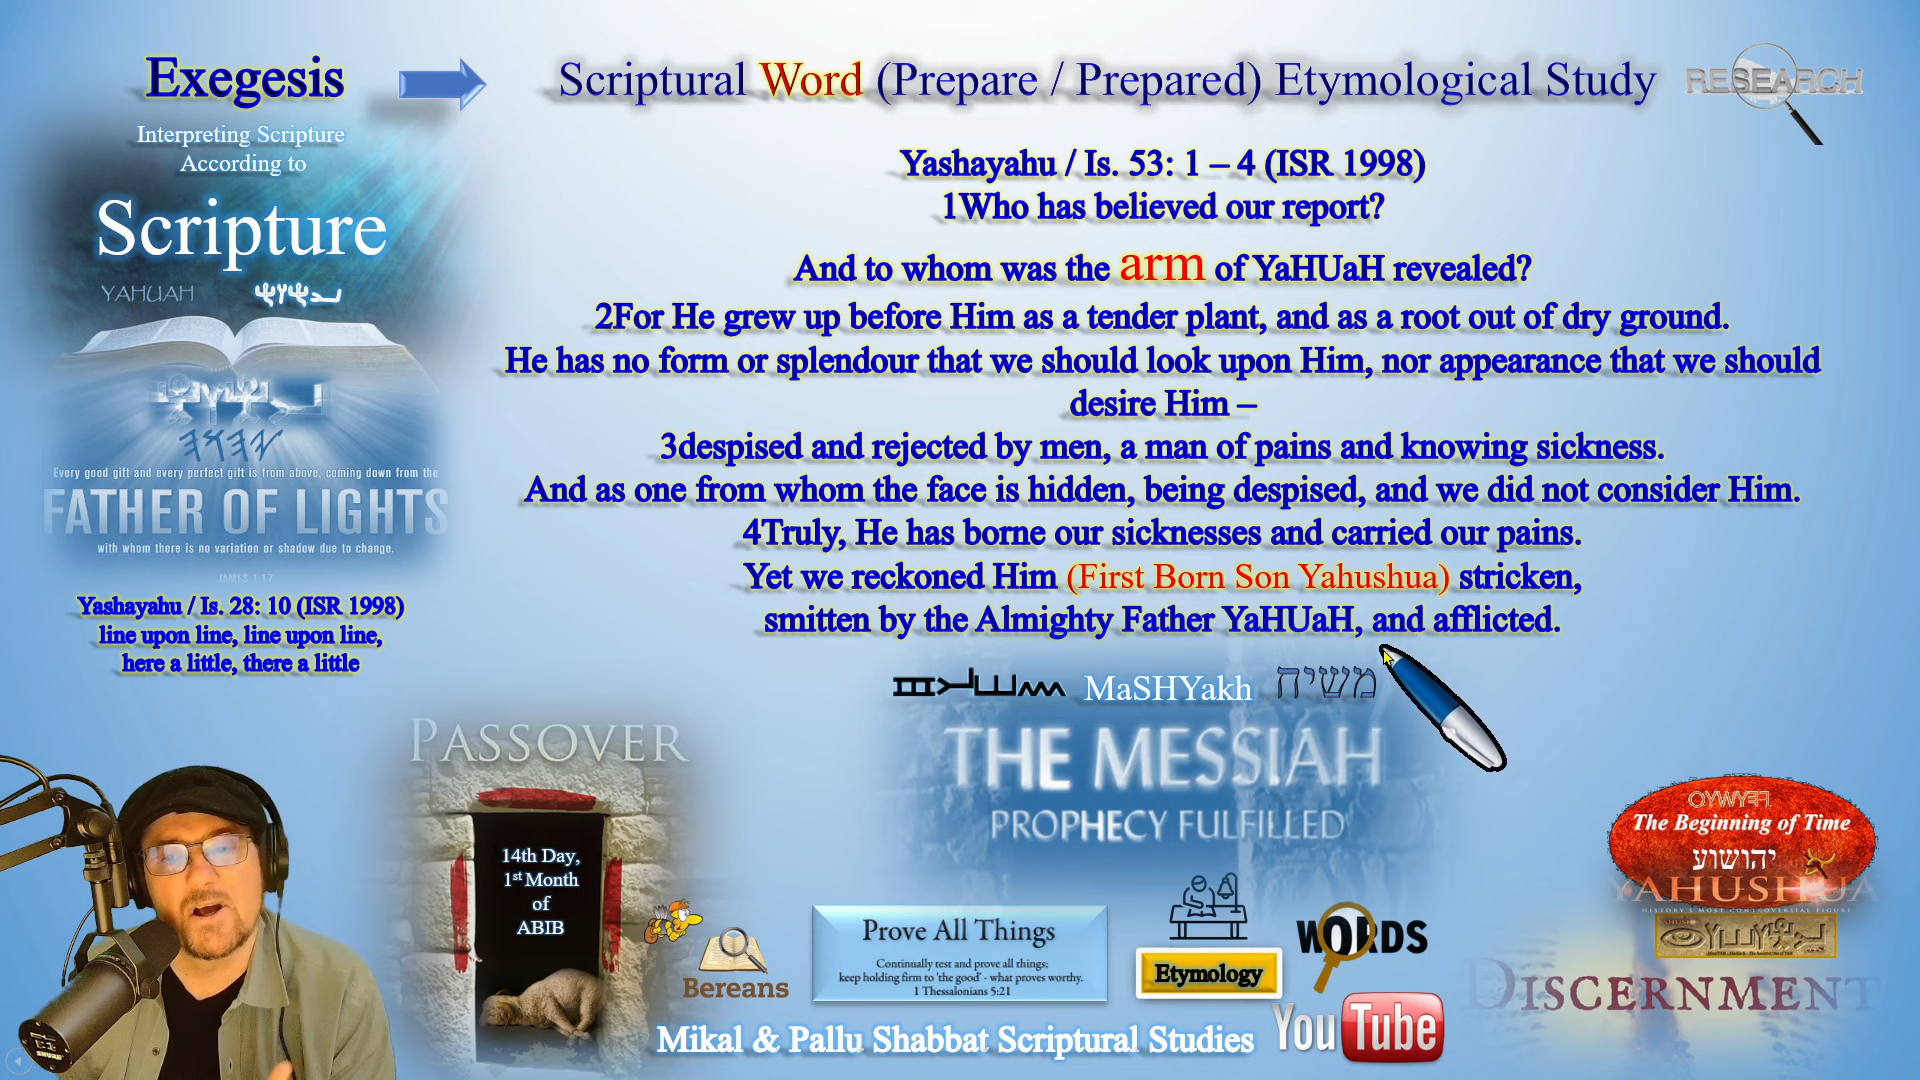 Exegesis
Scriptural Word (Prepare / Prepared) Etymological Study
RESEARCH
Interpreting Scripture
According to
Scripture
YAHUAH
Every good gift and every perfect gift is from above, coming down from the
FATHER OF LIGHTS
with whom there is no variation or shadow due to change.
JAMES 1:17
Yashayahu / Is. 28: 10 (ISR 1998)
line upon line, line upon line,
here a little, there a little
Yashayahu / Is. 53: 1 – 4 (ISR 1998)
1Who has believed our report?
And to whom was the arm of YaHUaH revealed?
2For He grew up before Him as a tender plant, and as a root out of dry ground.
He has no form or splendour that we should look upon Him, nor appearance that we should
desire Him –
3despised and rejected by men, a man of pains and knowing sickness.
And as one from whom the face is hidden, being despised, and we did not consider Him.
4Truly, He has borne our sicknesses and carried our pains.
Yet we reckoned Him (First Born Son Yahushua) stricken,
smitten by the Almighty Father YaHUaH, and afflicted.
MaSHYakh משיח
THE MESSIAH
PROPHECY FULFILLED
PASSOVER
14th Day,
1st Month
of
ABIB
Bereans
Prove All Things
Continually test and prove all things;
keep holding firm to 'the good' - what proves worthy.
1 Thessalonians 5:21
Etymology
WORDS
Mikal & Pallu Shabbat Scriptural Studies
YouTube
The Beginning of Time
יהושוע
YAHUSHUA
HISTORY'S MOST CONTROVERSIAL FIGURE
DISCERNMENT
SHURE